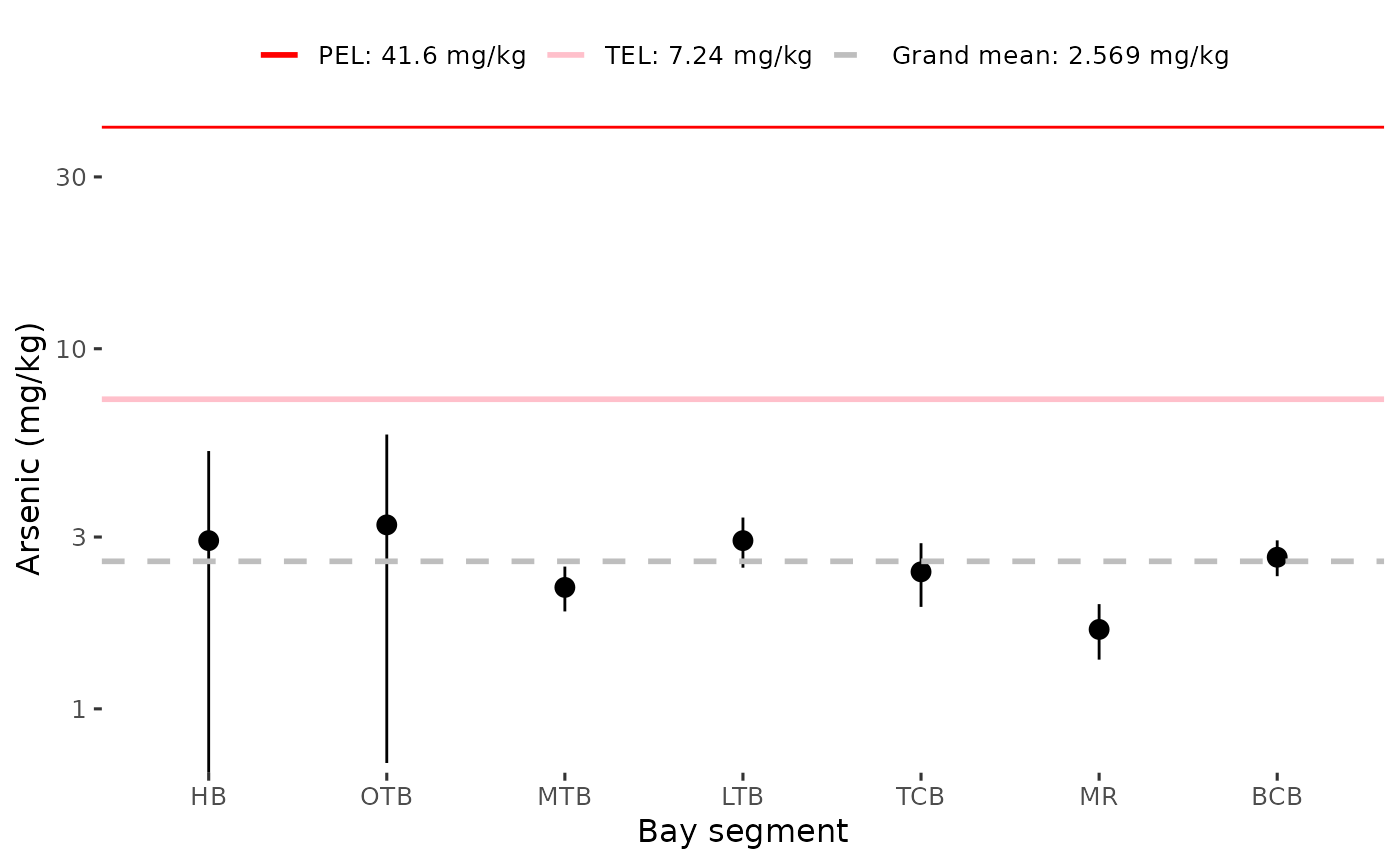 PEL: 41.6 mg/kg TEL: 7.24 mg/kg Grand mean: 2.569 mg/kg
30
10
3
1
Arsenic (mg/kg)
HB OTB MTB LTB TCB MR BCB
Bay segment